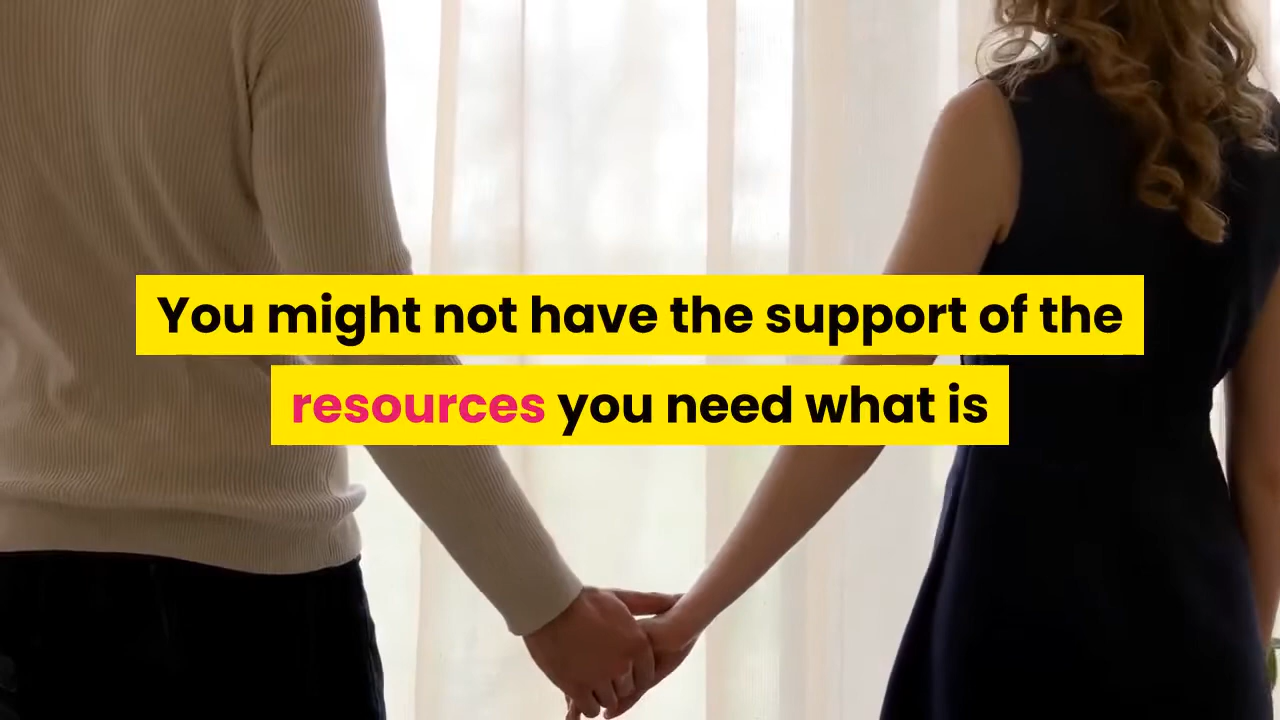 You might not have the support of the
resources you need what is